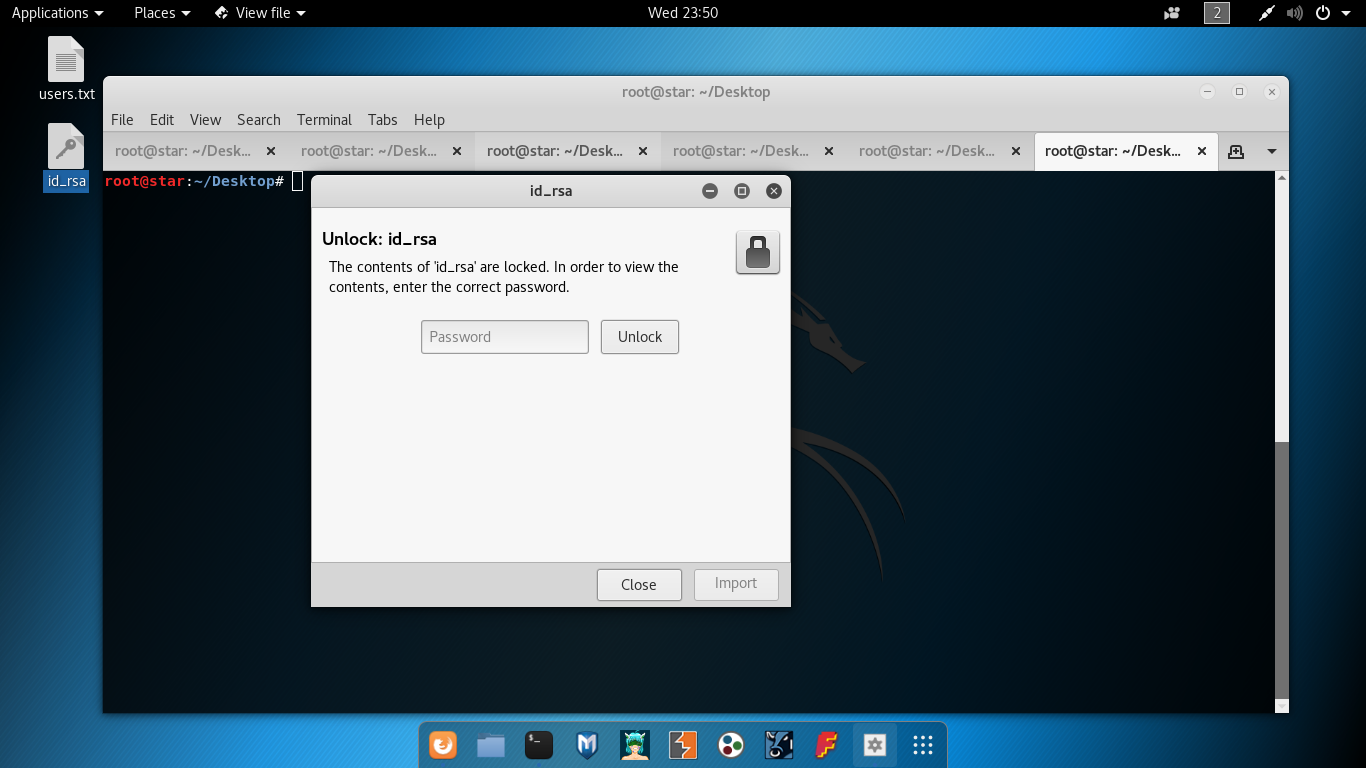 Applications Places View file Wed 23:50 2
users.txt
id_rsa
root@star: ~/Desktop
File Edit View Search Terminal Tabs Help
root@star: ~/Desk... root@star: ~/Desk... root@star: ~/Desk... root@star: ~/Desk... root@star: ~/Desk... root@star: ~/Desk...
root@star:~/Desktop#
id_rsa
Unlock: id_rsa
The contents of 'id_rsa' are locked. In order to view the
contents, enter the correct password.
Password Unlock
Close Import